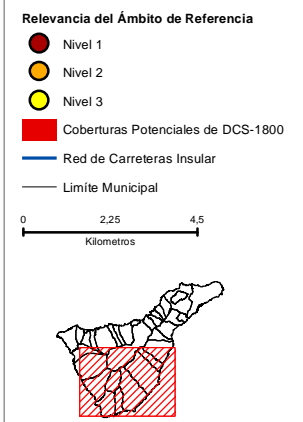 Relevancia del Ámbito de Referencia
Nivel 1
Nivel 2
Nivel 3
Coberturas Potenciales de DCS-1800
Red de Carreteras Insular
Limíte Municipal
0 2,25 4,5
Kilometros